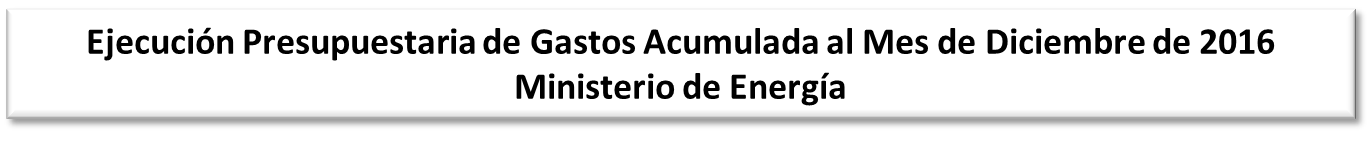 Ejecución Presupuestaria de Gastos Acumulada al Mes de Diciembre de 2016
Ministerio de Energía